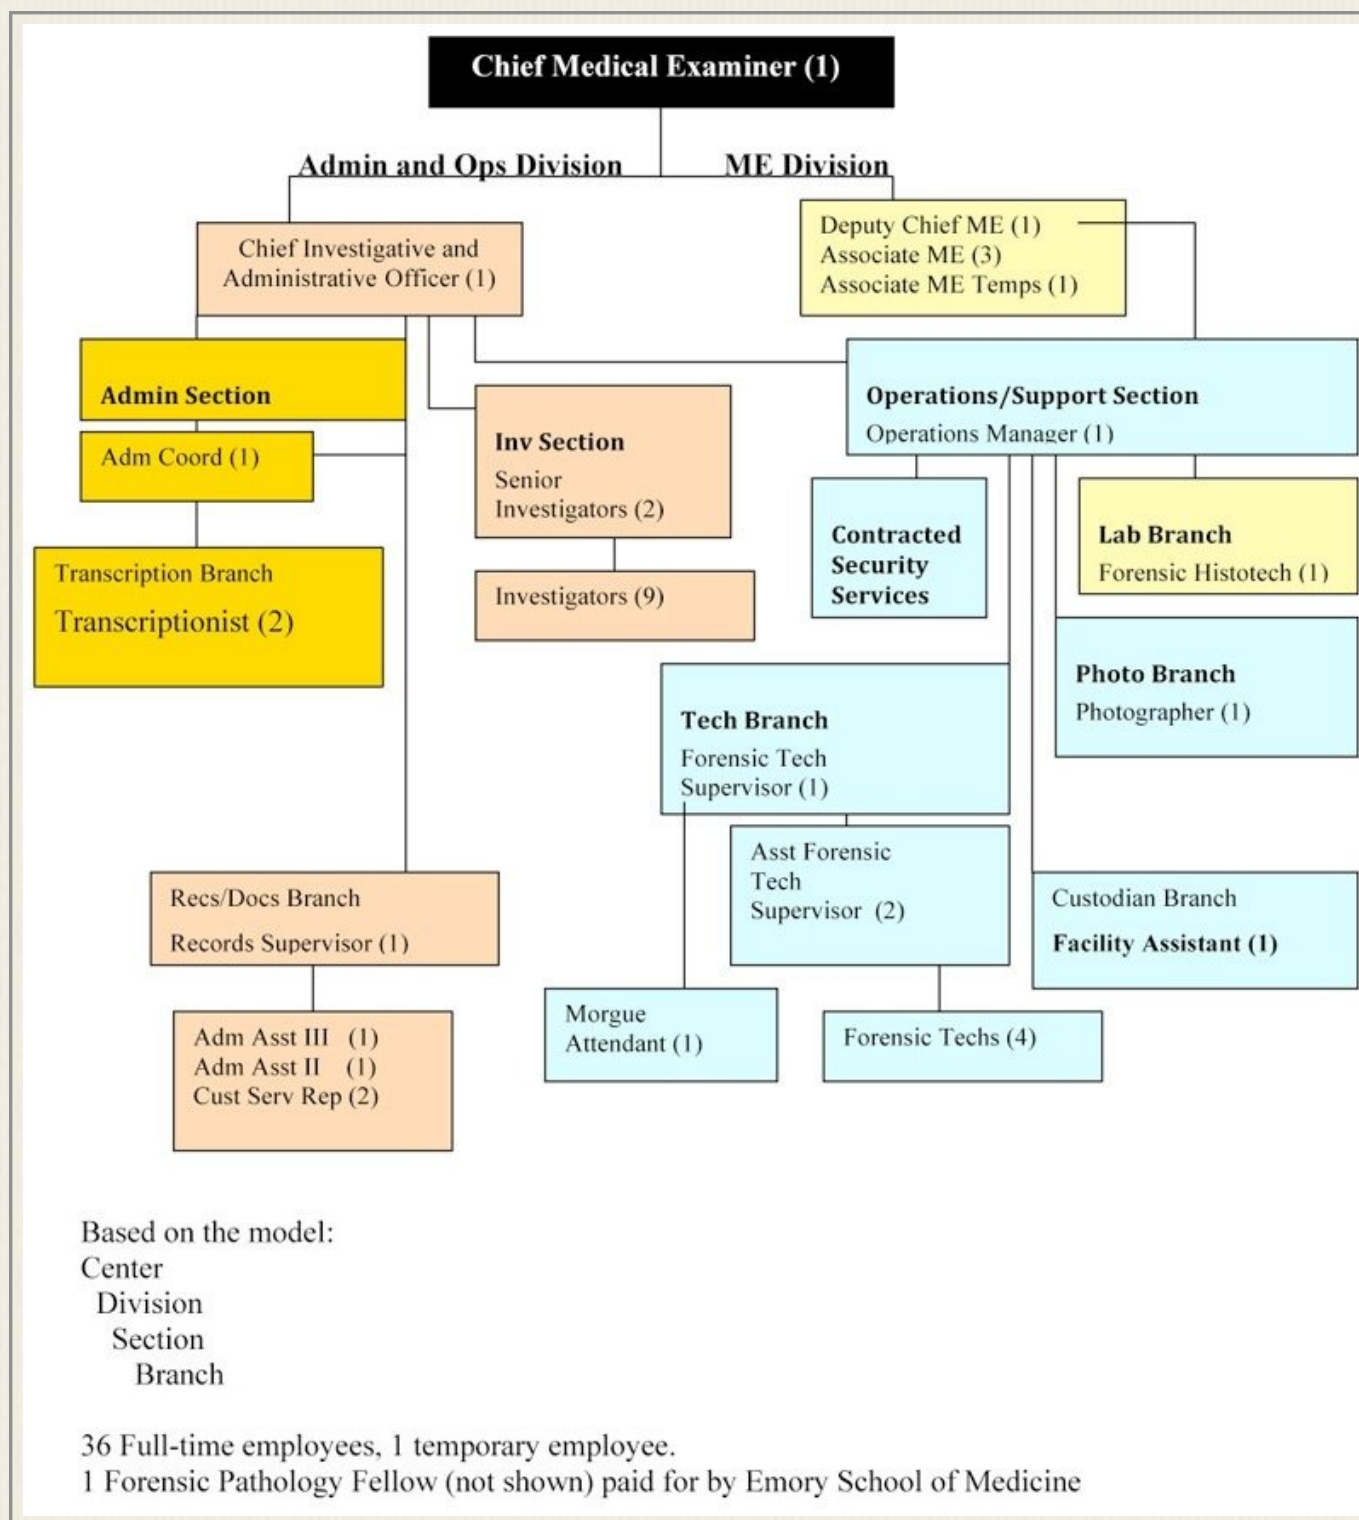 Chief Medical Examiner (1)
Admin and Ops Division
ME Division
Chief Investigative and
Administrative Officer (1)
Deputy Chief ME (1)
Associate ME (3)
Associate ME Temps (1)
Admin Section
Adm Coord (1)
Transcription Branch
Transcriptionist (2)
Inv Section
Senior
Investigators (2)
Investigators (9)
Operations/Support Section
Operations Manager (1)
Contracted
Security
Services
Lab Branch
Forensic Histotech (1)
Photo Branch
Photographer (1)
Tech Branch
Forensic Tech
Supervisor (1)
Asst Forensic
Tech
Supervisor (2)
Custodian Branch
Facility Assistant (1)
Recs/Docs Branch
Records Supervisor (1)
Adm Asst III (1)
Adm Asst II (1)
Cust Serv Rep (2)
Morgue
Attendant (1)
Forensic Techs (4)
Based on the model:
Center
Division
Section
Branch
36 Full-time employees, 1 temporary employee.
1 Forensic Pathology Fellow (not shown) paid for by Emory School of Medicine